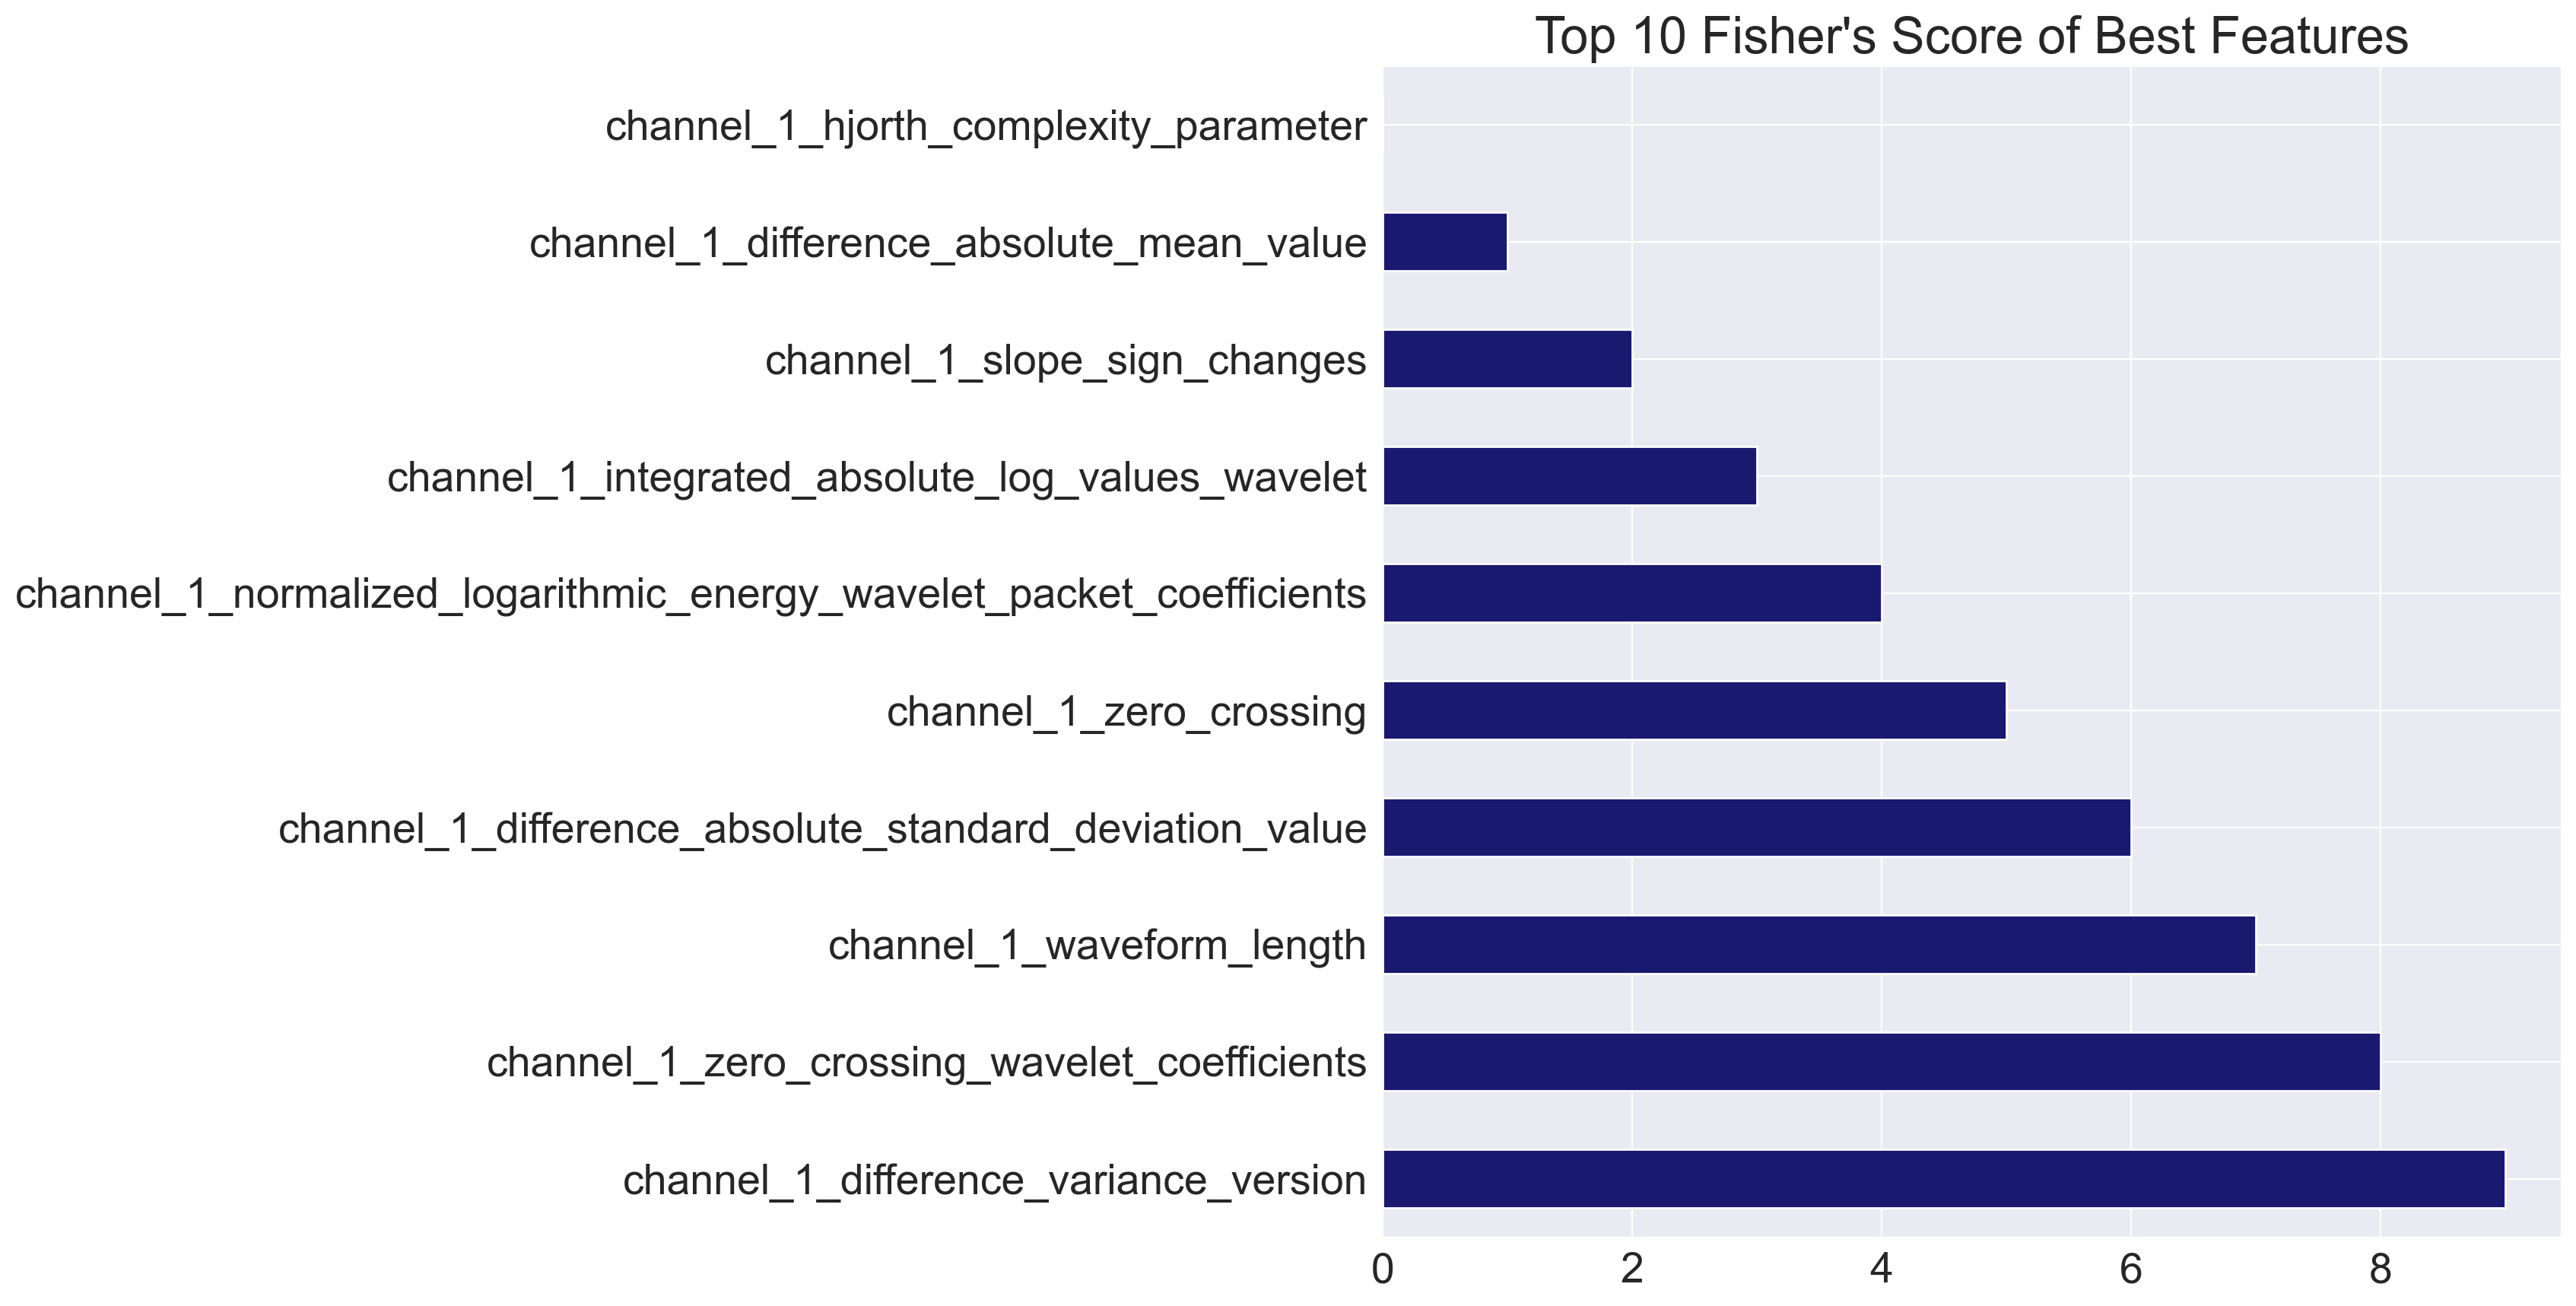 Top 10 Fisher's Score of Best Features
channel_1_hjorth_complexity_parameter
channel_1_difference_absolute_mean_value
channel_1_slope_sign_changes
channel_1_integrated_absolute_log_values_wavelet
channel_1_normalized_logarithmic_energy_wavelet_packet_coefficients
channel_1_zero_crossing
channel_1_difference_absolute_standard_deviation_value
channel_1_waveform_length
channel_1_zero_crossing_wavelet_coefficients
channel_1_difference_variance_version
0 2 4 6 8